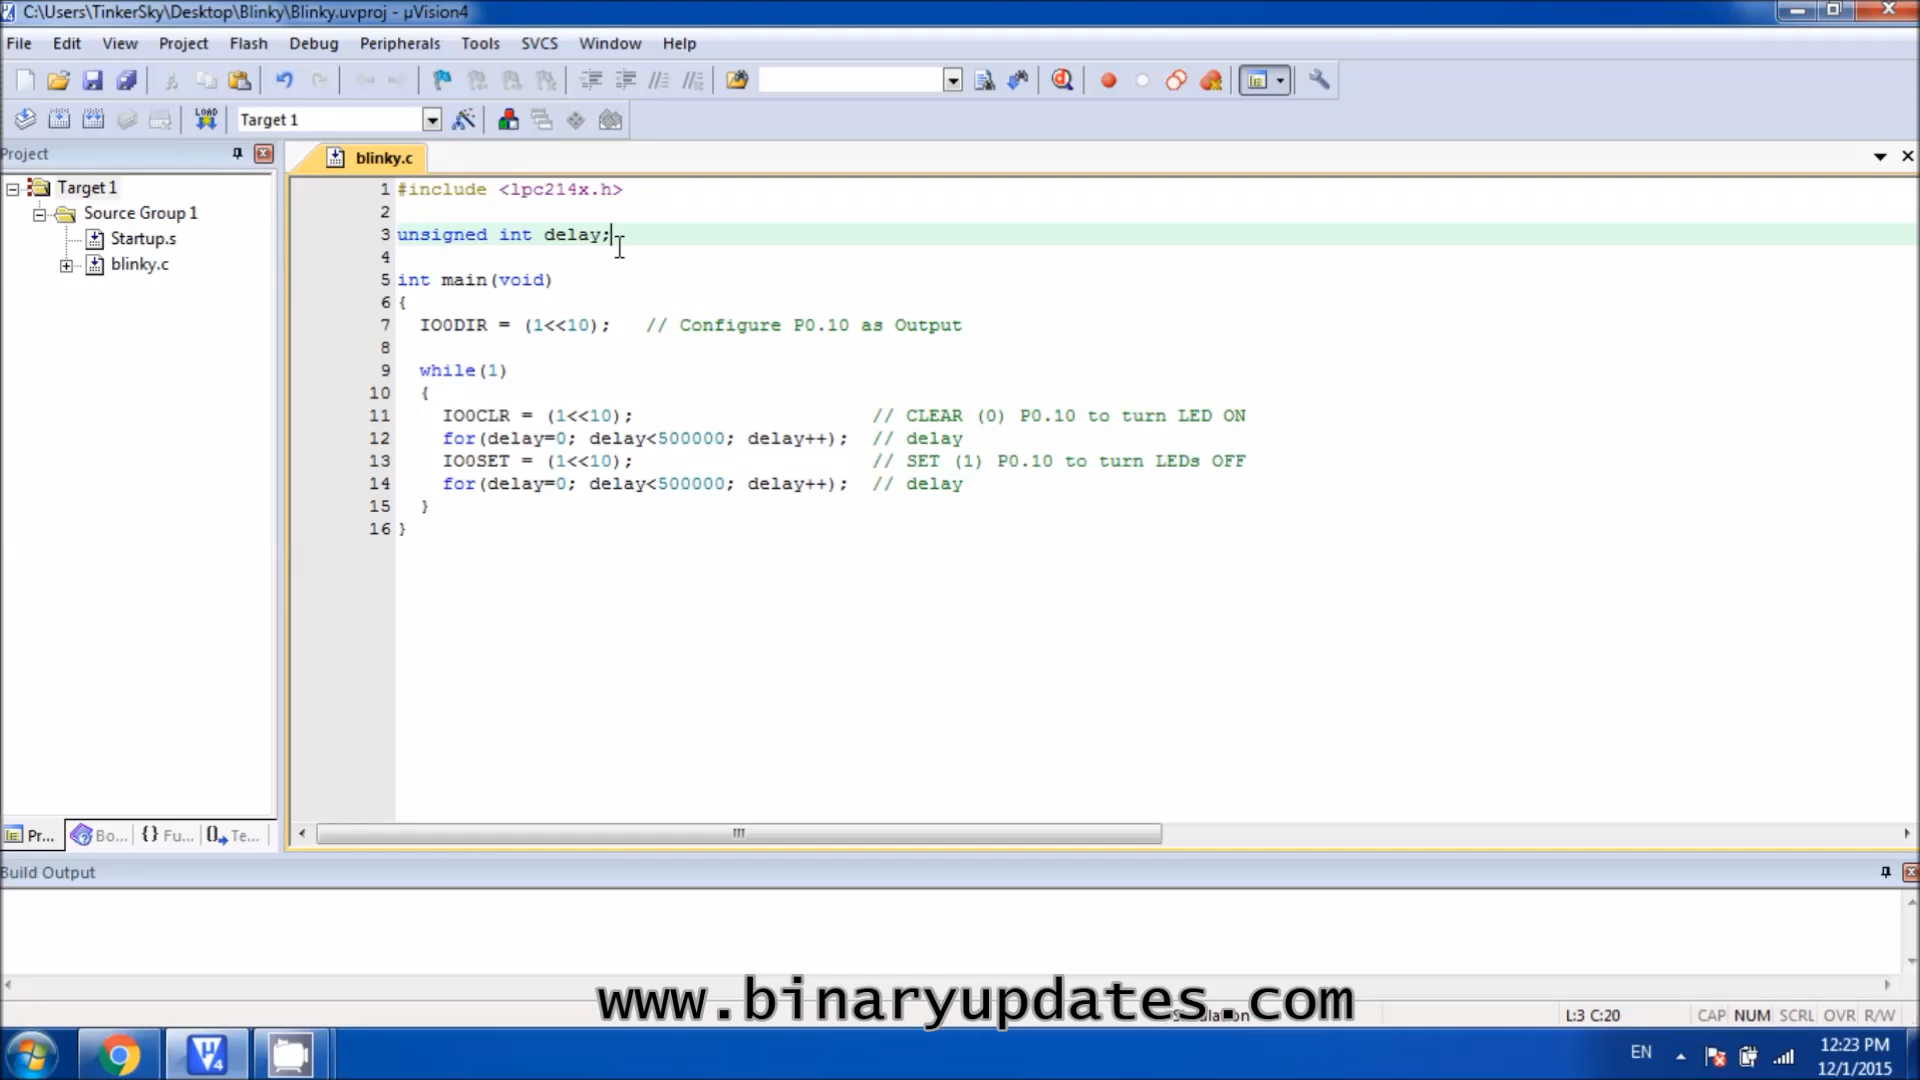 C:\Users\TinkerSky\Desktop\Blinky\Blinky.uvproj - µVision4
File Edit View Project Flash Debug Peripherals Tools SVCS Window Help
LOAD Target 1
Project
blinky.c
Target 1
Source Group 1
Startup.s
blinky.c
1 #include <lpc214x.h>
2
3 unsigned int delay;
4
5 int main(void)
6 {
7 IO0DIR = (1<<10); // Configure P0.10 as Output
8
9 while(1)
10 {
11 IO0CLR = (1<<10); // CLEAR (0) P0.10 to turn LED ON
12 for(delay=0; delay<500000; delay++); // delay
13 IO0SET = (1<<10); // SET (1) P0.10 to turn LEDs OFF
14 for(delay=0; delay<500000; delay++); // delay
15 }
16 }
Pr... Bo... {} Fu... Te...
Build Output
www.binaryupdates.com
L:3 C:20 CAP NUM SCRL OVR R/W
EN
12:23 PM
12/1/2015